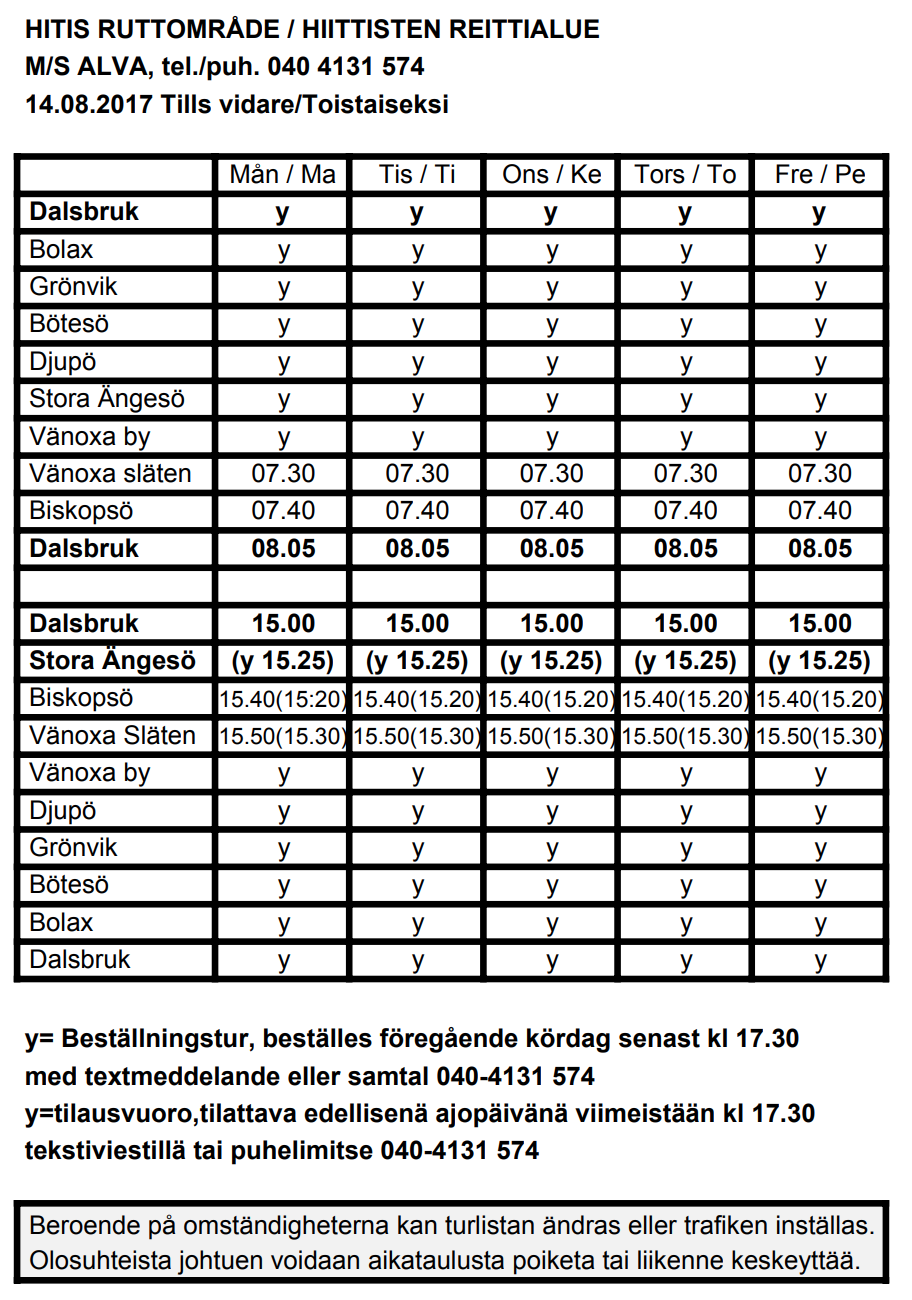 HITIS RUTTOMRÅDE / HIITTISTEN REITTIALUE
M/S ALVA, tel./puh. 040 4131 574
14.08.2017 Tills vidare/Toistaiseksi
Mån / Ma Tis / Ti Ons / Ke Tors / To Fre / Pe
Dalsbruk y y y y y
Bolax y y y y y
Grönvik y y y y y
Bötesö y y y y y
Djupö y y y y y
Stora Ängesö y y y y y
Vänoxa by y y y y y
Vänoxa släten 07.30 07.30 07.30 07.30 07.30
Biskopsö 07.40 07.40 07.40 07.40 07.40
Dalsbruk 08.05 08.05 08.05 08.05 08.05
Dalsbruk 15.00 15.00 15.00 15.00 15.00
Stora Ängesö (y 15.25) (y 15.25) (y 15.25) (y 15.25) (y 15.25)
Biskopsö 15.40(15:20) 15.40(15.20) 15.40(15.20) 15.40(15.20) 15.40(15.20)
Vänoxa Släten 15.50(15.30) 15.50(15.30) 15.50(15.30) 15.50(15.30) 15.50(15.30)
Vänoxa by y y y y y
Djupö y y y y y
Grönvik y y y y y
Bötesö y y y y y
Bolax y y y y y
Dalsbruk y y y y y
y= Beställningstur, beställes föregående kördag senast kl 17.30
med textmeddelande eller samtal 040-4131 574
y=tilausvuoro,tilattava edellisenä ajopäivänä viimeistään kl 17.30
tekstiviestillä tai puhelimitse 040-4131 574
Beroende på omständigheterna kan turlistan ändras eller trafiken inställas.
Olosuhteista johtuen voidaan aikataulusta poiketa tai liikenne keskeyttää.